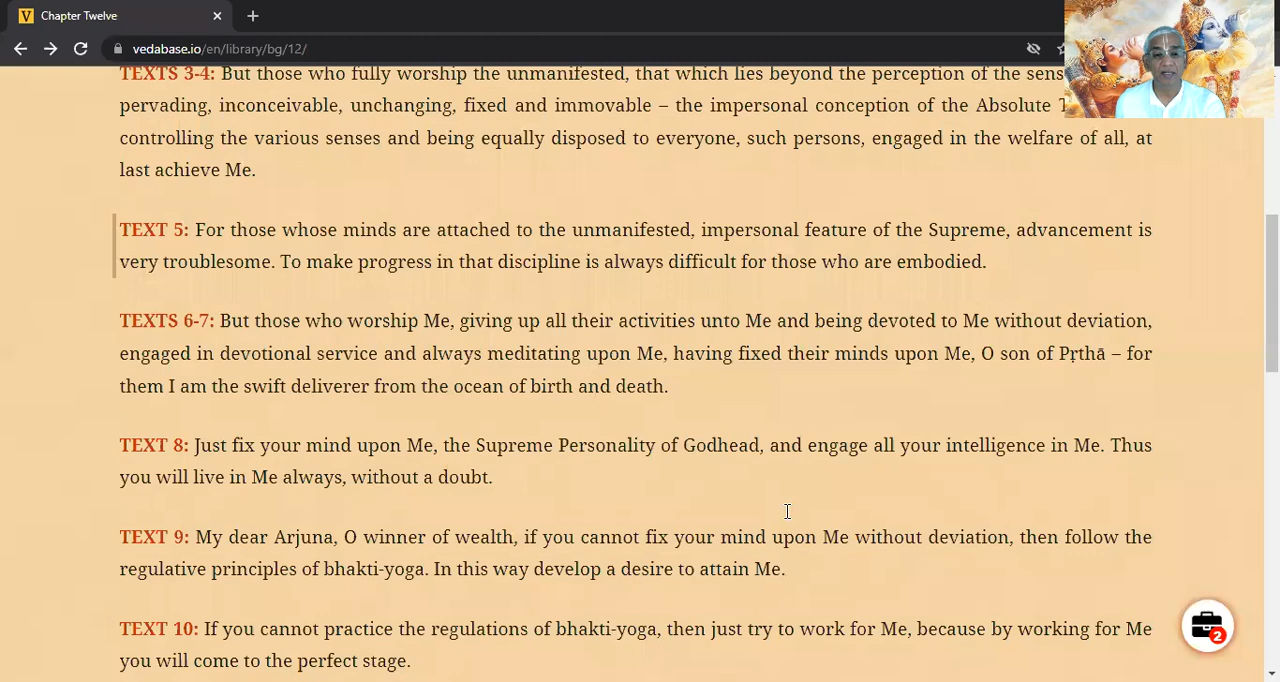 Chapter Twelve
vedabase.io/en/library/bg/12/
TEXTS 3-4: But those who fully worship the unmanifested, that which lies beyond the perception of the
pervading, inconceivable, unchanging, fixed and immovable – the impersonal conception of the Absolute
controlling the various senses and being equally disposed to everyone, such persons, engaged in the welfare of all, at
last achieve Me.
TEXT 5: For those whose minds are attached to the unmanifested, impersonal feature of the Supreme, advancement is
very troublesome. To make progress in that discipline is always difficult for those who are embodied.
TEXTS 6-7: But those who worship Me, giving up all their activities unto Me and being devoted to Me without deviation,
engaged in devotional service and always meditating upon Me, having fixed their minds upon Me, O son of Pṛthā – for
them I am the swift deliverer from the ocean of birth and death.
TEXT 8: Just fix your mind upon Me, the Supreme Personality of Godhead, and engage all your intelligence in Me. Thus
you will live in Me always, without a doubt.
TEXT 9: My dear Arjuna, O winner of wealth, if you cannot fix your mind upon Me without deviation, then follow the
regulative principles of bhakti-yoga. In this way develop a desire to attain Me.
TEXT 10: If you cannot practice the regulations of bhakti-yoga, then just try to work for Me, because by working for Me
you will come to the perfect stage.
2